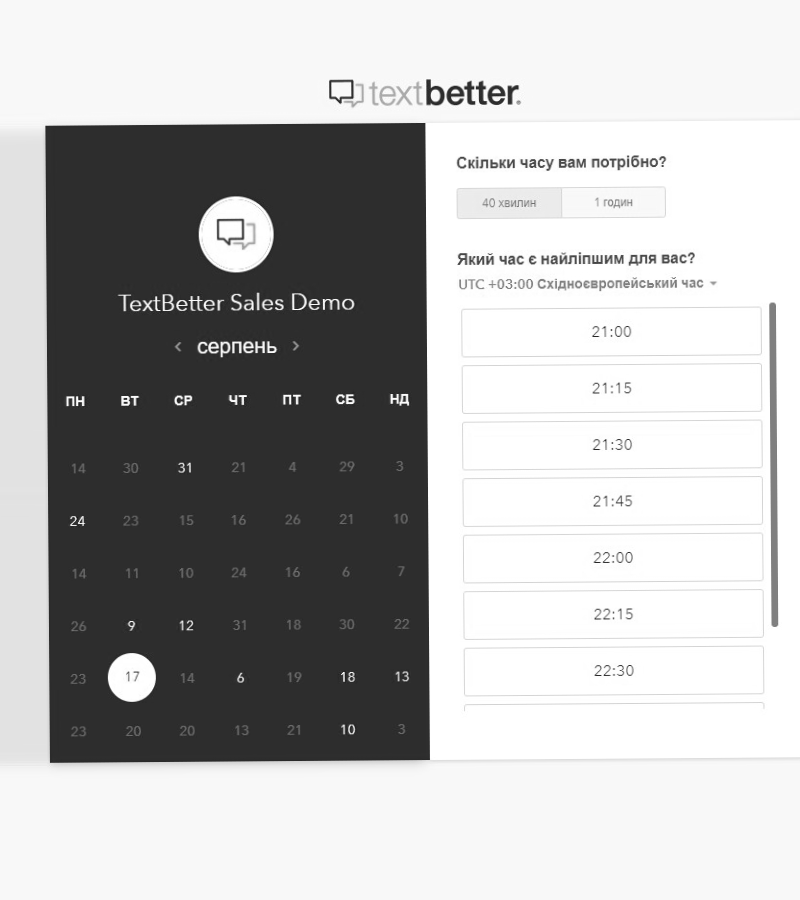 textbetter.
TextBetter Sales Demo
‹ серпень ›
ПН ВТ СР ЧТ ПТ СБ НД
14 30 31 21 4 29 3
24 23 15 16 26 21 10
14 11 10 24 16 6 7
26 9 12 31 18 30 22
23 17 14 6 19 18 13
23 20 20 13 21 10 3
Скільки часу вам потрібно?
40 хвилин 1 годин
Який час є найліпшим для вас?
UTC +03:00 Східноєвропейський час
21:00
21:15
21:30
21:45
22:00
22:15
22:30